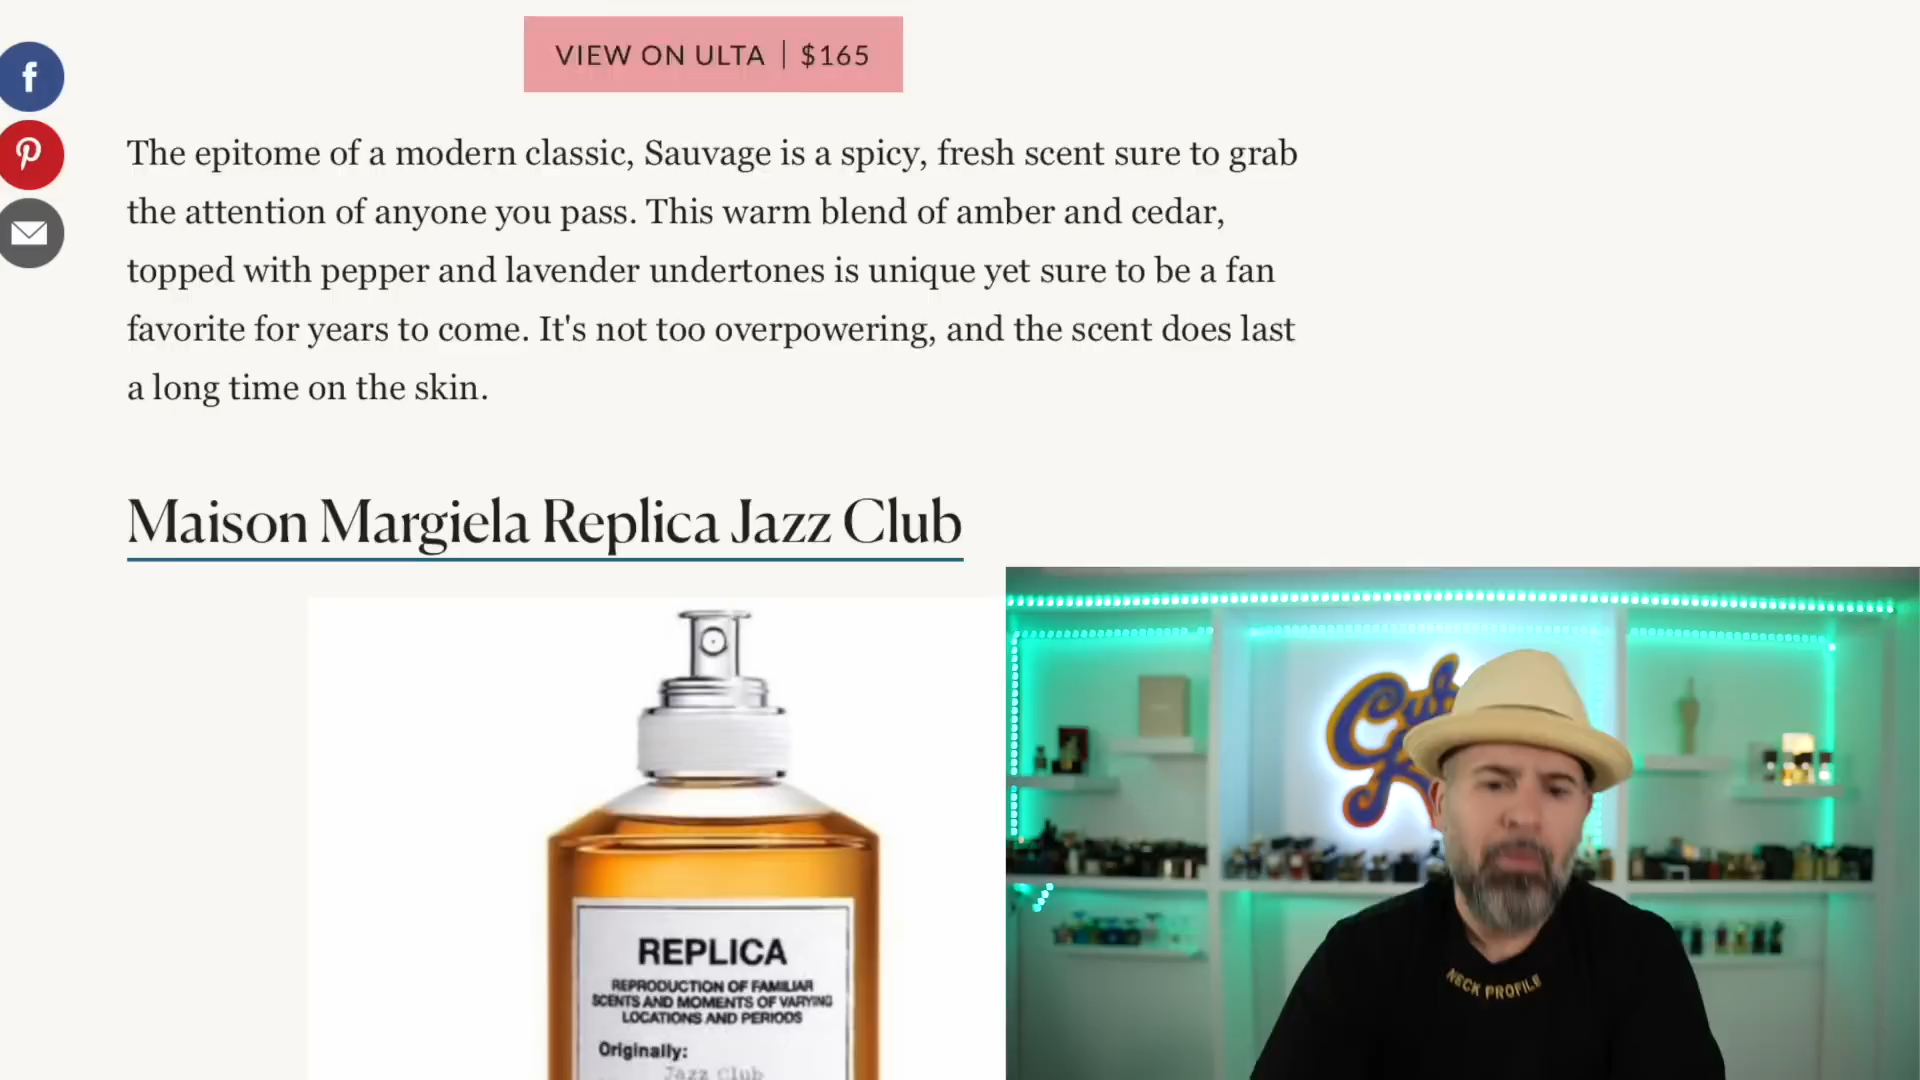 VIEW ON ULTA | $165
The epitome of a modern classic, Sauvage is a spicy, fresh scent sure to grab
the attention of anyone you pass. This warm blend of amber and cedar,
topped with pepper and lavender undertones is unique yet sure to be a fan
favorite for years to come. It's not too overpowering, and the scent does last
a long time on the skin.
Maison Margiela Replica Jazz Club
REPLICA
REPRODUCTION OF FAMILIAR
SCENTS AND MOMENTS OF VARYING
LOCATIONS AND PERIODS
Originally:
Jazz Club
NECK PROFILE